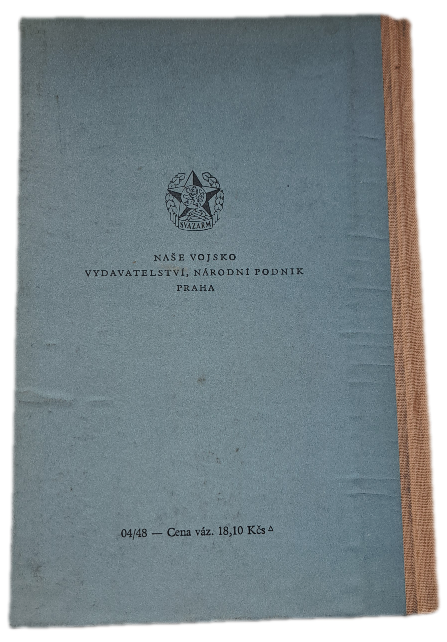 SVAZARM
NAŠE VOJSKO
VYDAVATELSTVÍ, NÁRODNÍ PODNIK
PRAHA
04/48 — Cena váz. 18,10 Kčs △